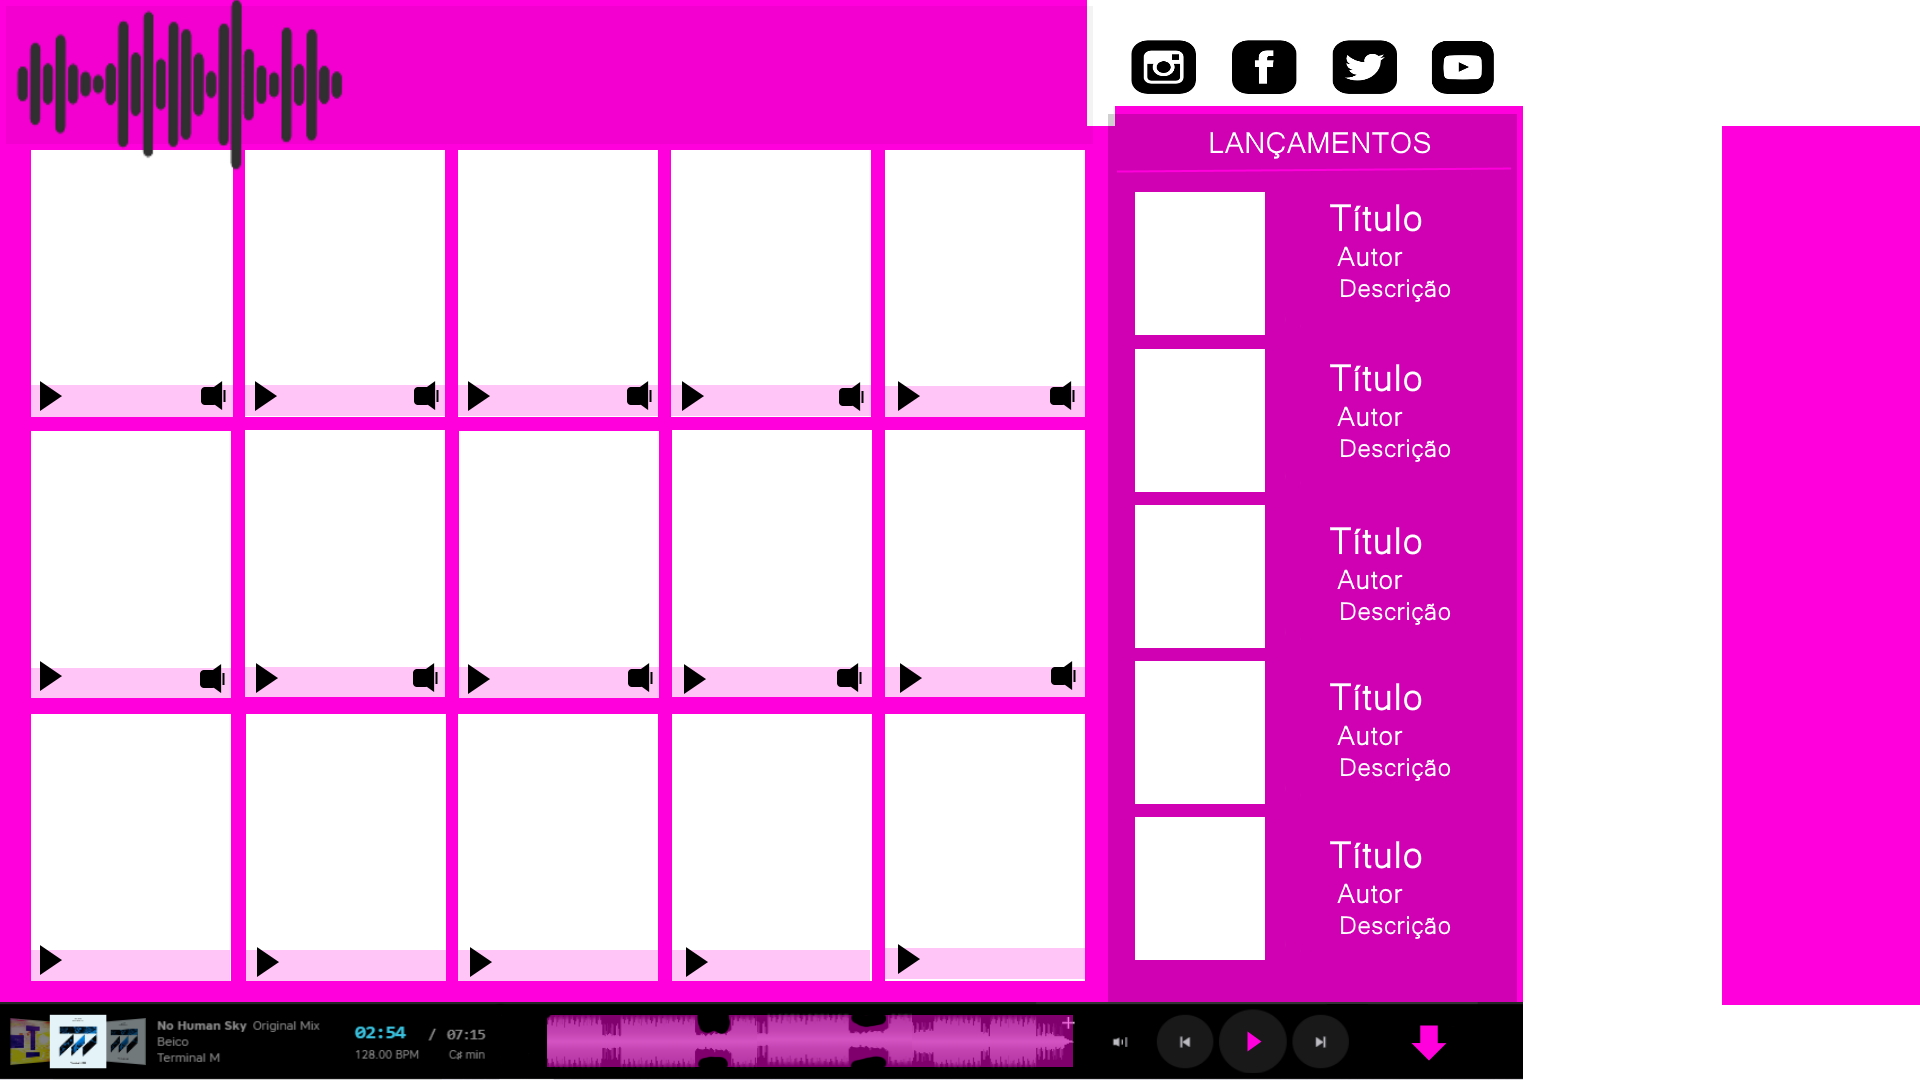 LANÇAMENTOS
Título
Autor
Descrição
Título
Autor
Descrição
Título
Autor
Descrição
Título
Autor
Descrição
Título
Autor
Descrição
No Human Sky Original Mix
Beico
Terminal M
02:54 / 07:15
128.00 BPM C♯ min